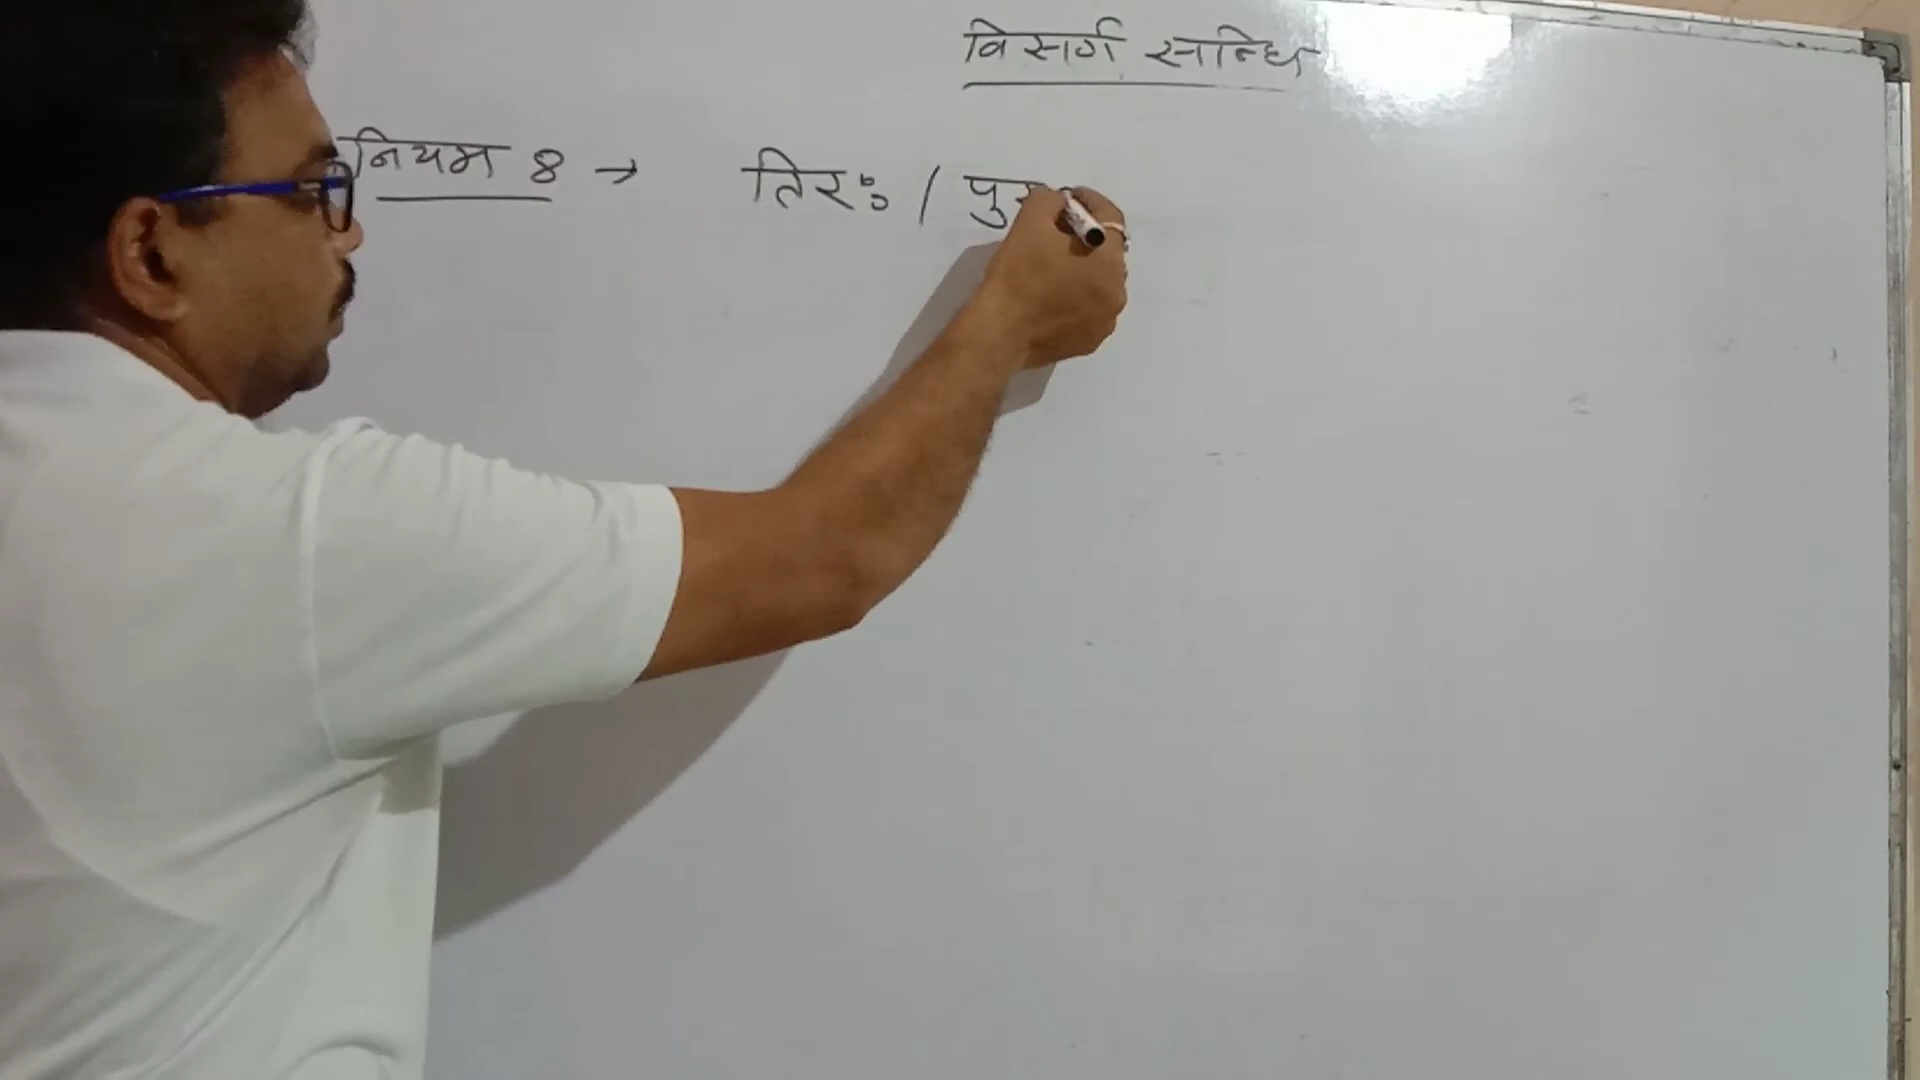 विसर्ग सन्धि
नियम 8 → तिरः / पुर